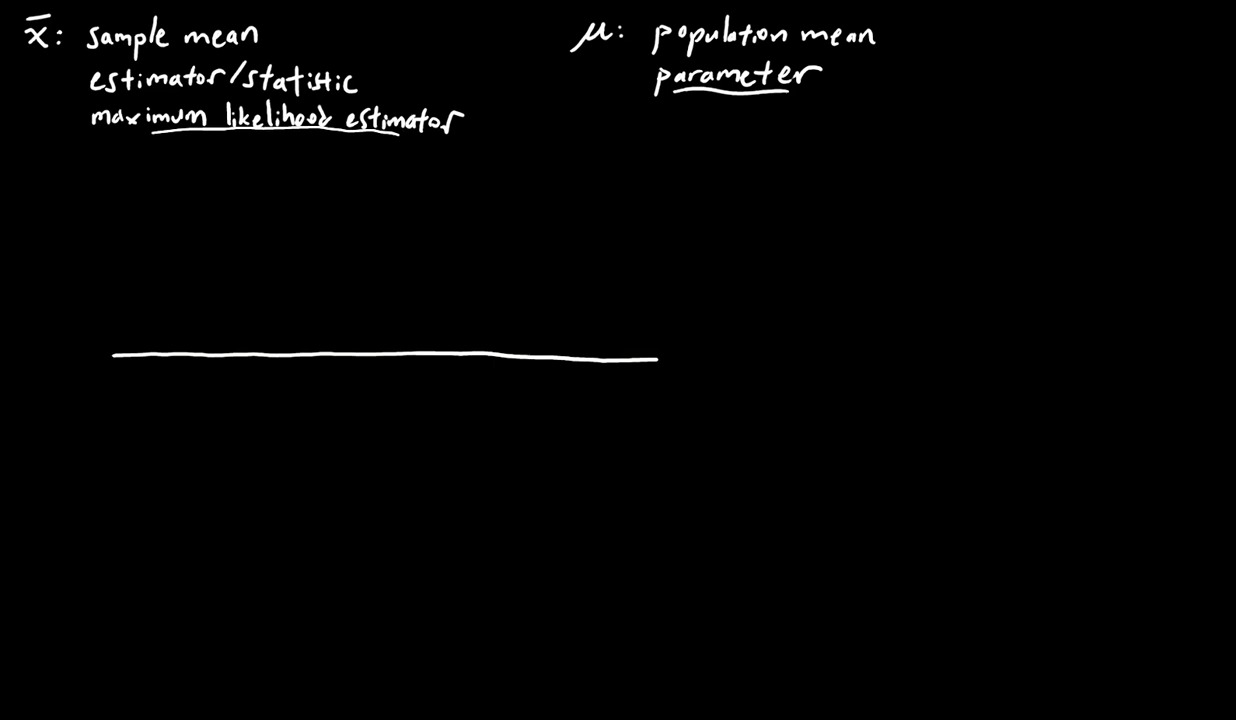 x̄: sample mean
estimator/statistic
maximum likelihood estimator
μ: population mean
parameter